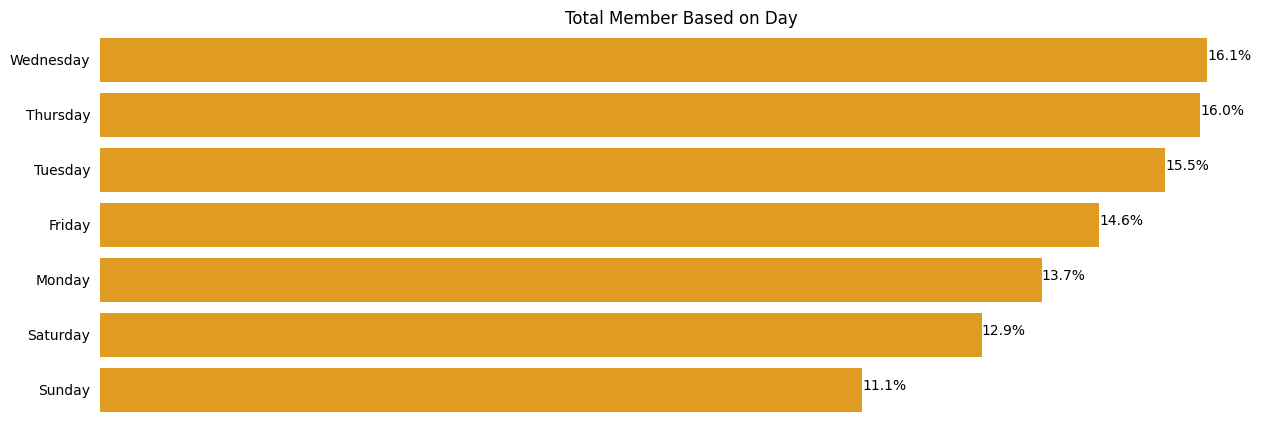 Total Member Based on Day
Wednesday 16.1%
Thursday 16.0%
Tuesday 15.5%
Friday 14.6%
Monday 13.7%
Saturday 12.9%
Sunday 11.1%